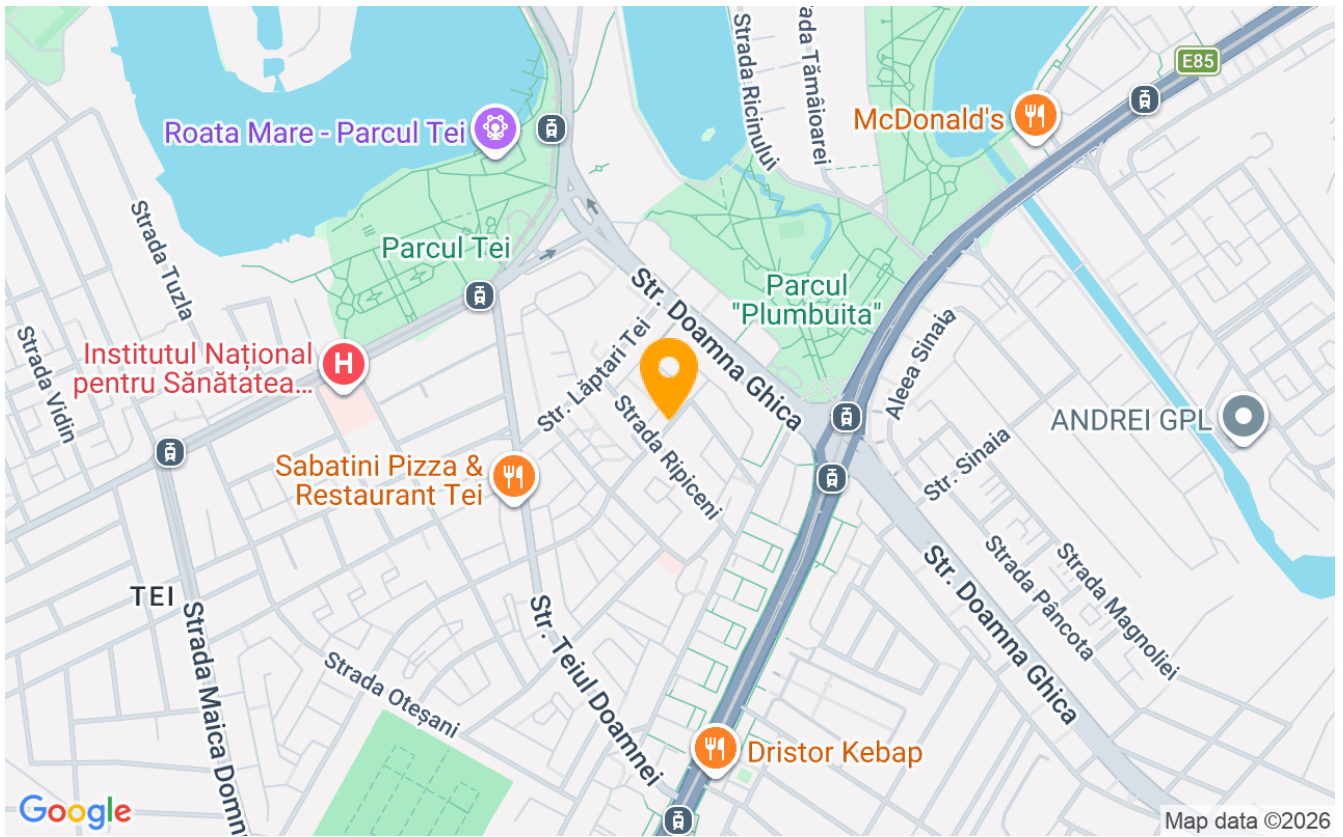 Strada Ricinului
ada Tămâioarei
E85
McDonald's
Roata Mare - Parcul Tei
Strada Tuzla
Parcul Tei
Str. Doamna Ghica
Parcul
"Plumbuita"
Strada Vidin
Institutul Național
pentru Sănătatea...
H
Str. Lăptari Tei
Aleea Sinaia
Strada Ripiceni
ANDREI GPL
Str. Sinaia
Sabatini Pizza &
Restaurant Tei
TEI
Strada Maica Domn
Str. Teiul Doamnei
Strada Oteșani
Strada Pâncota
Strada Magnoliei
Str. Doamna Ghica
Dristor Kebap
Google
Map data ©2026